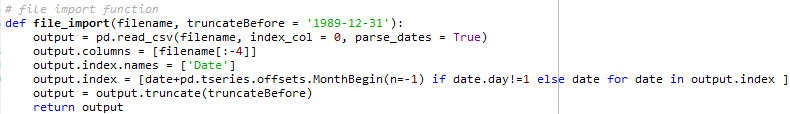 # file import function
def file_import(filename, truncateBefore = '1989-12-31'):
    output = pd.read_csv(filename, index_col = 0, parse_dates = True)
    output.columns = [filename[:-4]]
    output.index.names = ['Date']
    output.index = [date+pd.tseries.offsets.MonthBegin(n=-1) if date.day!=1 else date for date in output.index ]
    output = output.truncate(truncateBefore)
    return output